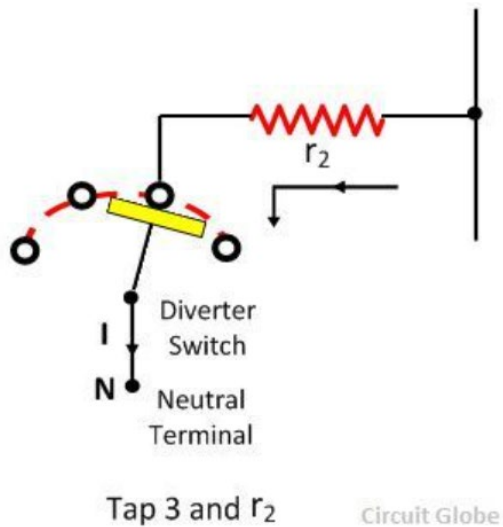 r2
Diverter
Switch
I
N
Neutral
Terminal
Tap 3 and r2
Circuit Globe